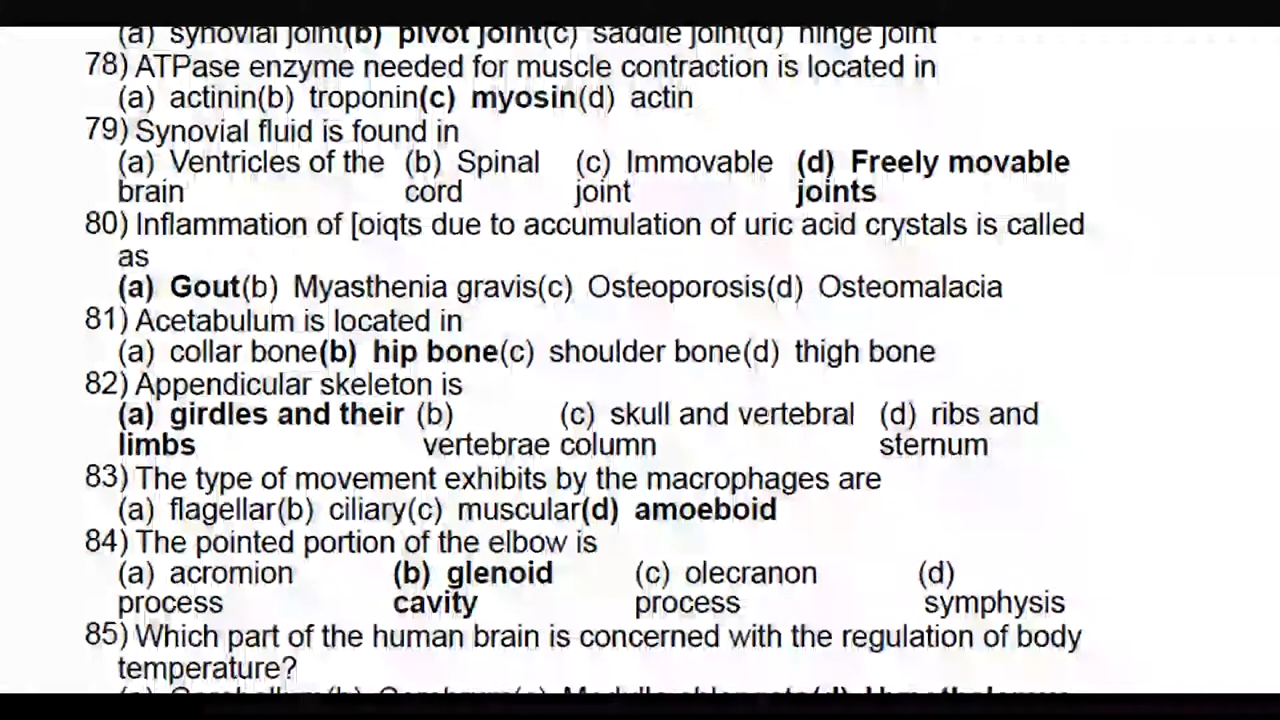 (a) synovial joint(b) pivot joint(c) saddle joint(d) hinge joint
78) ATPase enzyme needed for muscle contraction is located in
(a) actinin(b) troponin(c) myosin(d) actin
79) Synovial fluid is found in
(a) Ventricles of the (b) Spinal (c) Immovable (d) Freely movable
brain cord joint joints
80) Inflammation of [oiqts due to accumulation of uric acid crystals is called
as
(a) Gout(b) Myasthenia gravis(c) Osteoporosis(d) Osteomalacia
81) Acetabulum is located in
(a) collar bone(b) hip bone(c) shoulder bone(d) thigh bone
82) Appendicular skeleton is
(a) girdles and their (b) (c) skull and vertebral (d) ribs and
limbs vertebrae column sternum
83) The type of movement exhibits by the macrophages are
(a) flagellar(b) ciliary(c) muscular(d) amoeboid
84) The pointed portion of the elbow is
(a) acromion (b) glenoid (c) olecranon (d)
process cavity process symphysis
85) Which part of the human brain is concerned with the regulation of body
temperature?
(a) Cerebellum(b) Cerebrum(c) Medulla oblongata(d) Hypothalamus